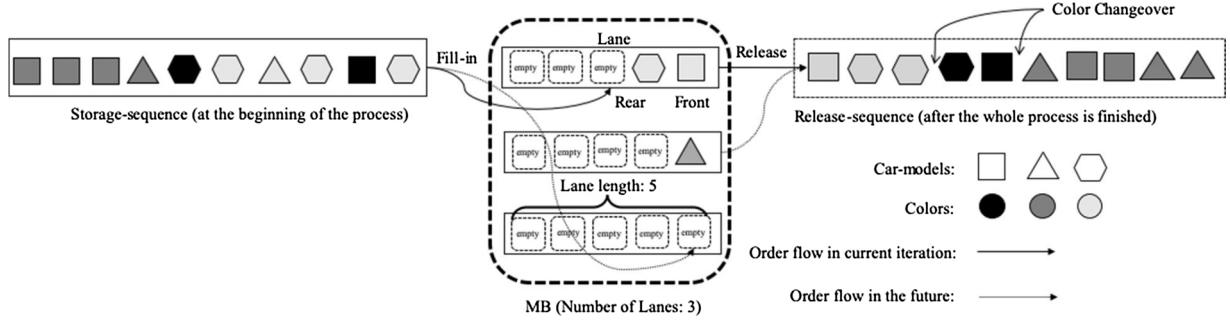 Color Changeover
Lane
Fill-in
empty empty empty
Release
Rear Front
Storage-sequence (at the beginning of the process)
Release-sequence (after the whole process is finished)
empty empty empty empty
Lane length: 5
empty empty empty empty empty
MB (Number of Lanes: 3)
Car-models:
Colors:
Order flow in current iteration:
Order flow in the future: